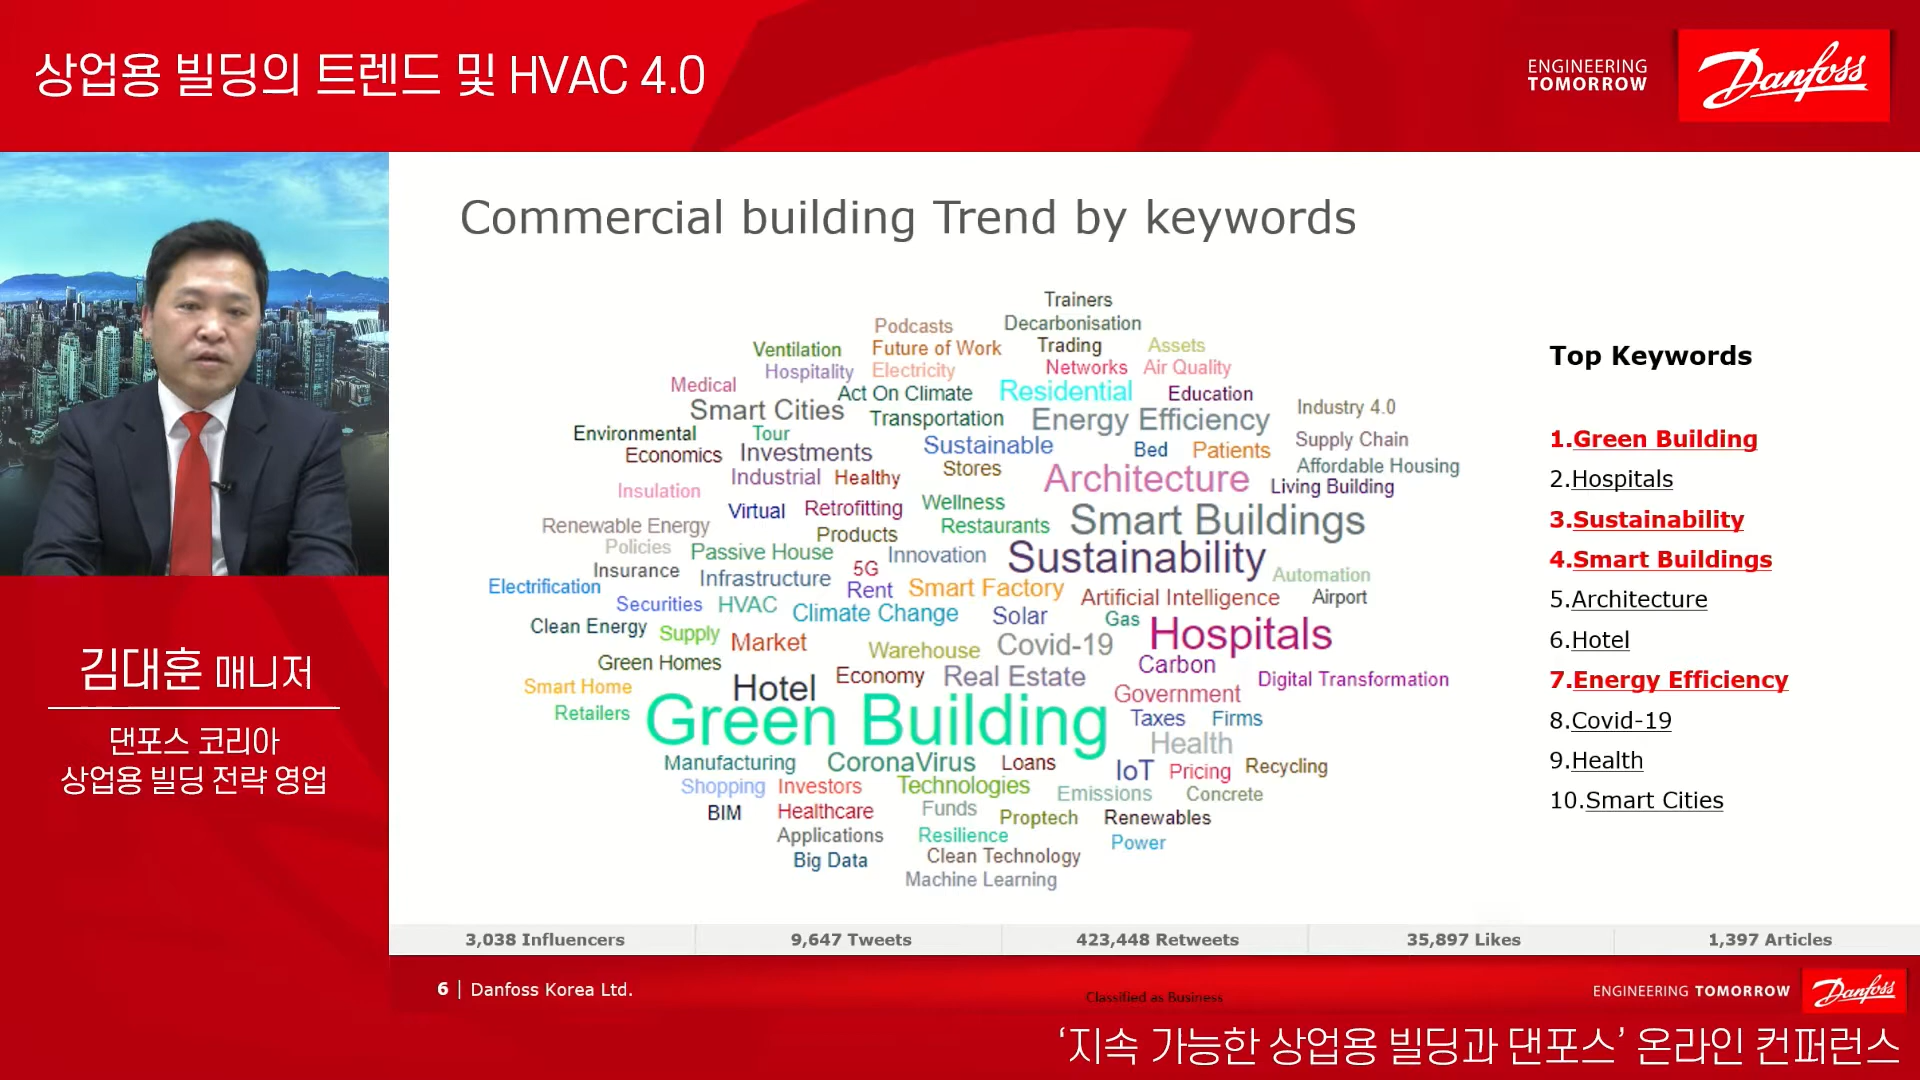 상업용 빌딩의 트렌드 및 HVAC 4.0
ENGINEERING
TOMORROW
Danfoss
Commercial building Trend by keywords
Trainers
Podcasts
Decarbonisation
Ventilation
Future of Work
Trading
Assets
Hospitality
Electricity
Networks
Air Quality
Medical
Act On Climate
Residential
Education
Smart Cities
Transportation
Energy Efficiency
Industry 4.0
Environmental
Tour
Sustainable
Bed
Patients
Supply Chain
Economics
Investments
Stores
Affordable Housing
Industrial
Healthy
Architecture
Living Building
Insulation
Virtual
Retrofitting
Wellness
Smart Buildings
Renewable Energy
Products
Restaurants
Policies
Passive House
Innovation
Sustainability
Insurance
Infrastructure
5G
Automation
Electrification
Rent
Smart Factory
Artificial Intelligence
Airport
Securities
HVAC
Climate Change
Solar
Gas
Clean Energy
Supply
Market
Warehouse
Covid-19
Hospitals
Green Homes
Economy
Real Estate
Carbon
Smart Home
Hotel
Government
Digital Transformation
Retailers
Green Building
Taxes
Firms
Health
Manufacturing
CoronaVirus
Loans
IoT
Pricing
Recycling
Shopping
Investors
Technologies
Emissions
Concrete
BIM
Healthcare
Funds
Proptech
Renewables
Applications
Resilience
Power
Big Data
Clean Technology
Machine Learning
Top Keywords
1.Green Building
2.Hospitals
3.Sustainability
4.Smart Buildings
5.Architecture
6.Hotel
7.Energy Efficiency
8.Covid-19
9.Health
10.Smart Cities
3,038 Influencers
9,647 Tweets
423,448 Retweets
35,897 Likes
1,397 Articles
김대훈 매니저
댄포스 코리아
상업용 빌딩 전략 영업
6 | Danfoss Korea Ltd.
Classified as Business
ENGINEERING TOMORROW
Danfoss
‘지속 가능한 상업용 빌딩과 댄포스’ 온라인 컨퍼런스